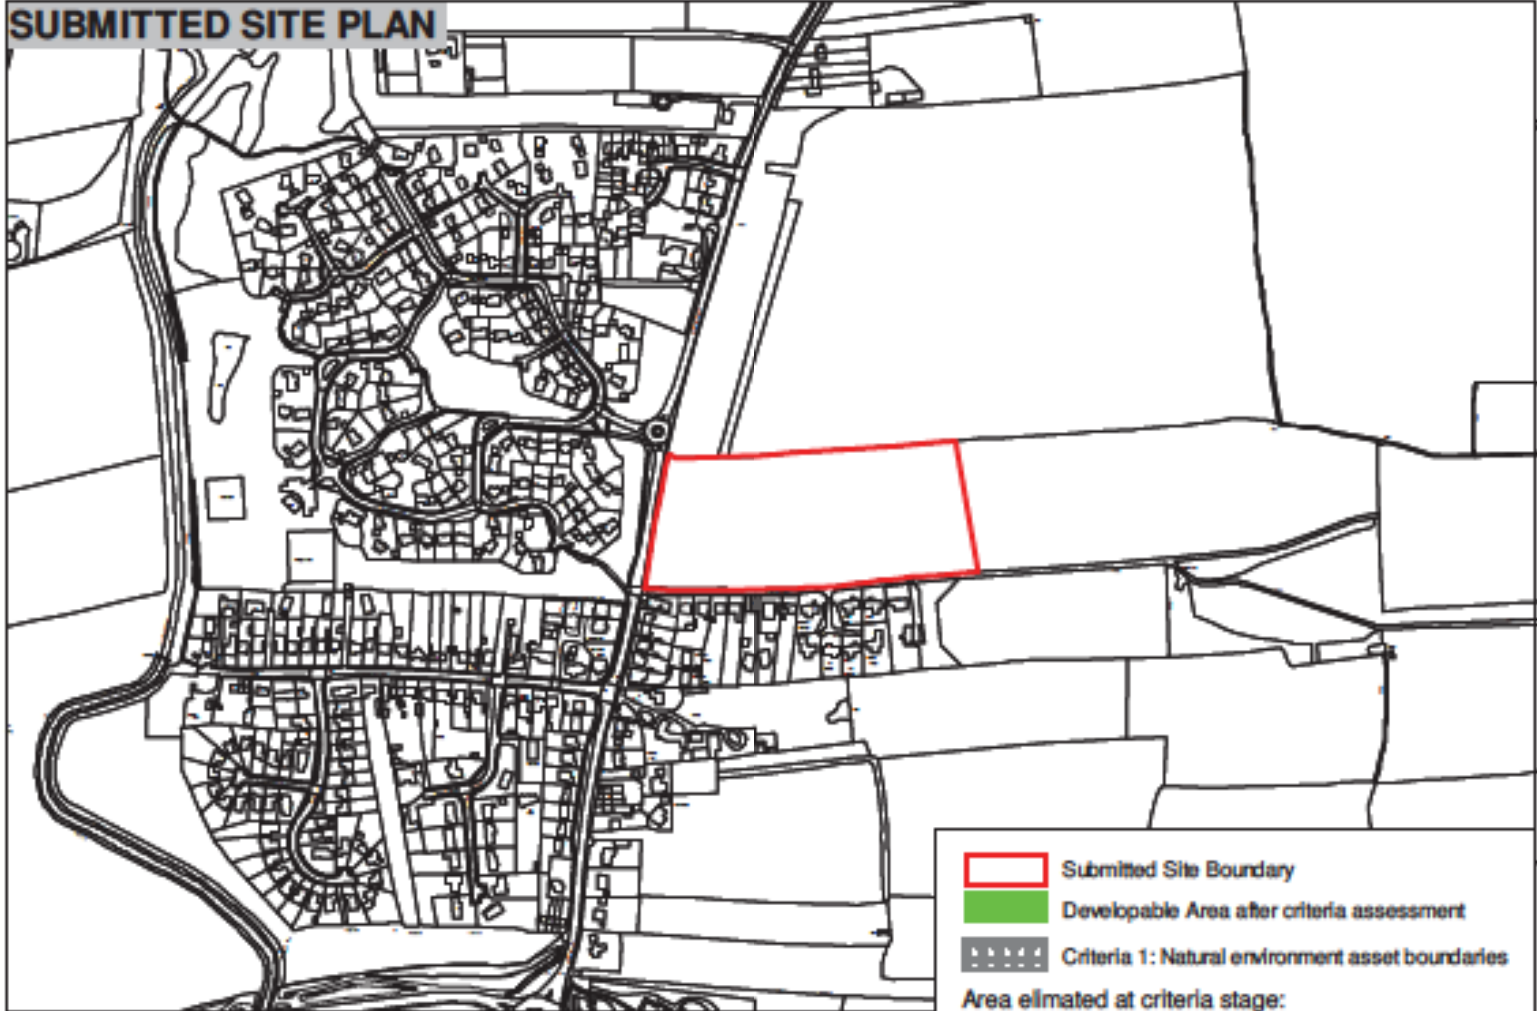 SUBMITTED SITE PLAN
Submitted Site Boundary
Developable Area after criteria assessment
Criteria 1: Natural environment asset boundaries
Area elimated at criteria stage: